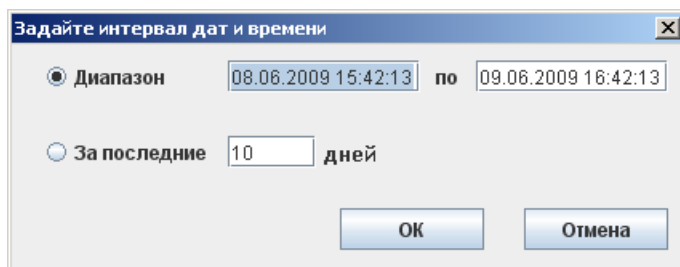 Задайте интервал дат и времени
Диапазон 08.06.2009 15:42:13 по 09.06.2009 16:42:13
За последние 10 дней
ОК Отмена